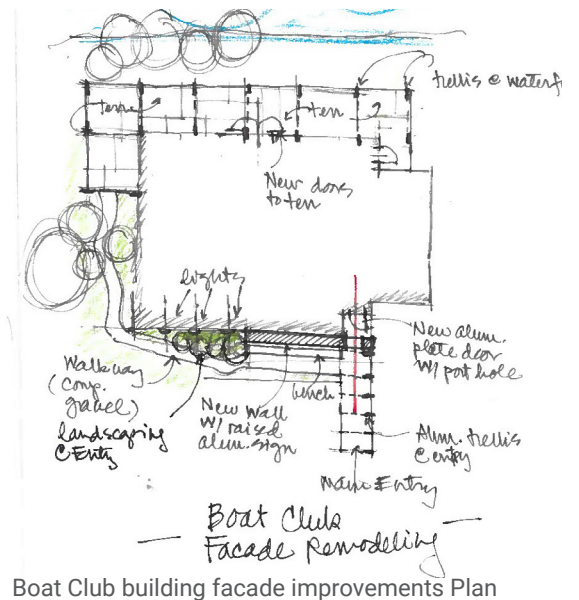 trellis @ waterf
terr
terr
New doors
to terr
lights
New alum.
plate door
W/ port hole
Walkway
(comp.
gravel)
landscaping
@ Entry
New Wall
W/ raised
alum. sign
bench
Alum. trellis
@ entry
Main Entry
Boat Club
Facade Remodeling
Boat Club building facade improvements Plan